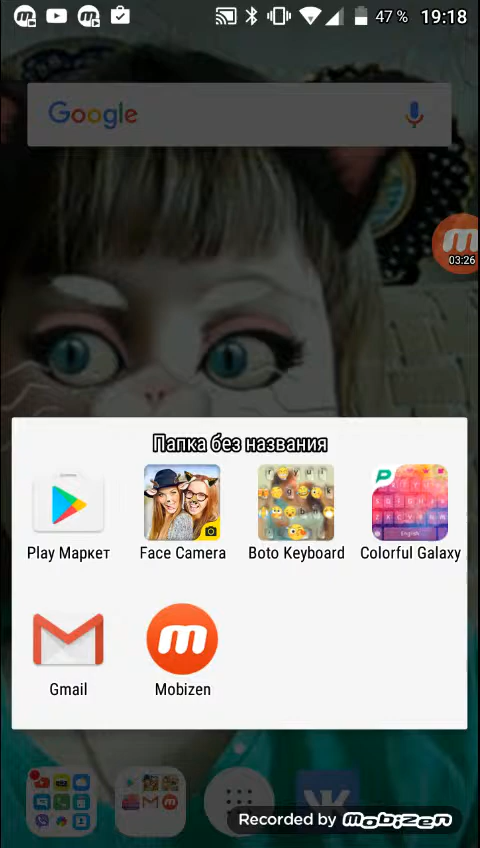 47 % 19:18
Google
03:26
Папка без названия
Play Маркет Face Camera Boto Keyboard Colorful Galaxy
Gmail Mobizen
Recorded by mobizen